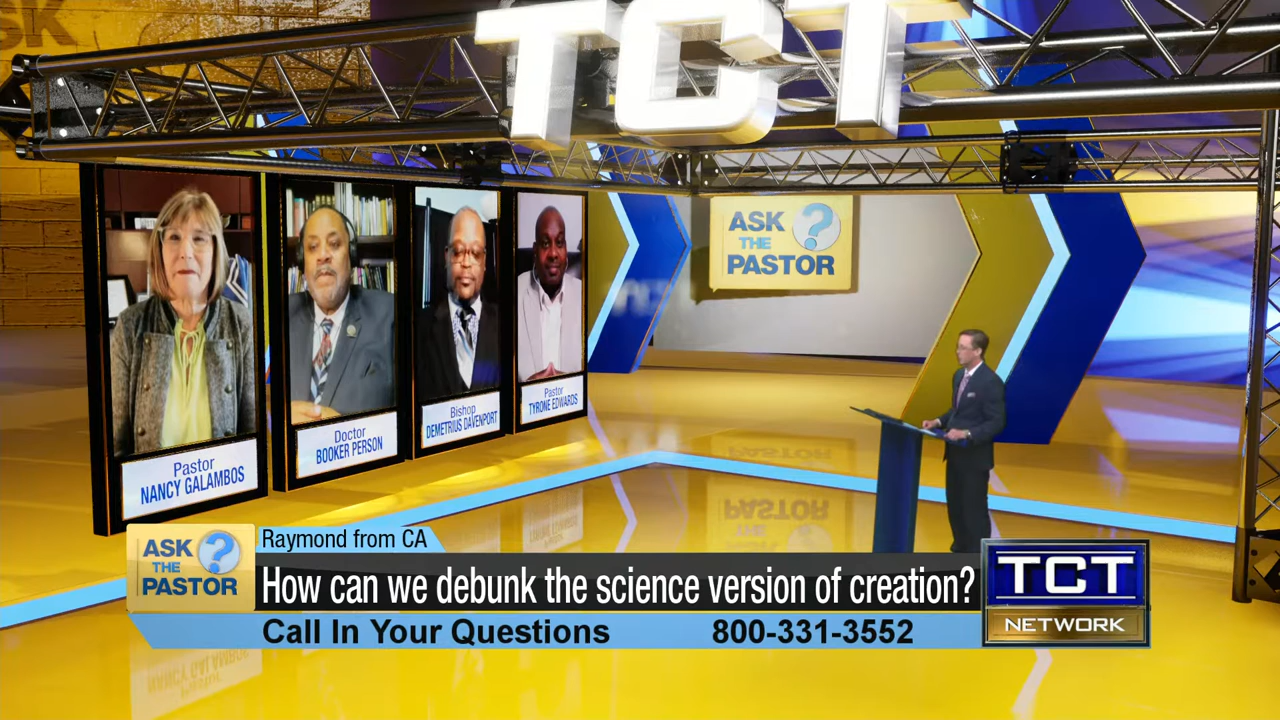 SK
TCT
ASK
THE
PASTOR
?
Pastor
NANCY GALAMBOS
Doctor
BOOKER PERSON
Bishop
DEMETRIUS DAVENPORT
Pastor
TYRONE EDWARDS
ASK
THE
PASTOR
?
Raymond from CA
How can we debunk the science version of creation?
Call In Your Questions 800-331-3552
TCT
NETWORK